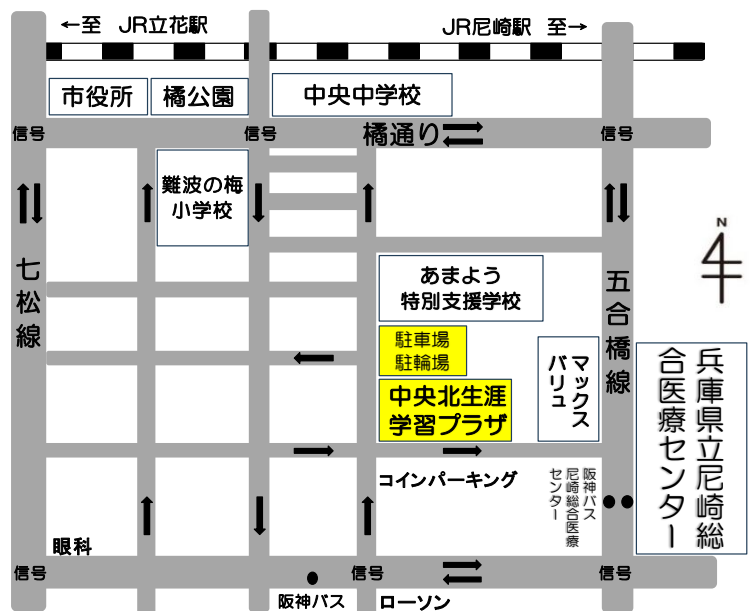 ←至 JR立花駅
JR尼崎駅 至→
市役所
橘公園
中央中学校
信号
信号
橘通り
信号
難波の梅
小学校
N
七松線
あまよう
特別支援学校
五合橋線
駐車場
駐輪場
マックス
バリュ
兵庫県立尼崎総
合医療センター
中央北生涯
学習プラザ
コインパーキング
阪神バス
尼崎総合医療
センター
眼科
信号
信号
信号
阪神バス
ローソン